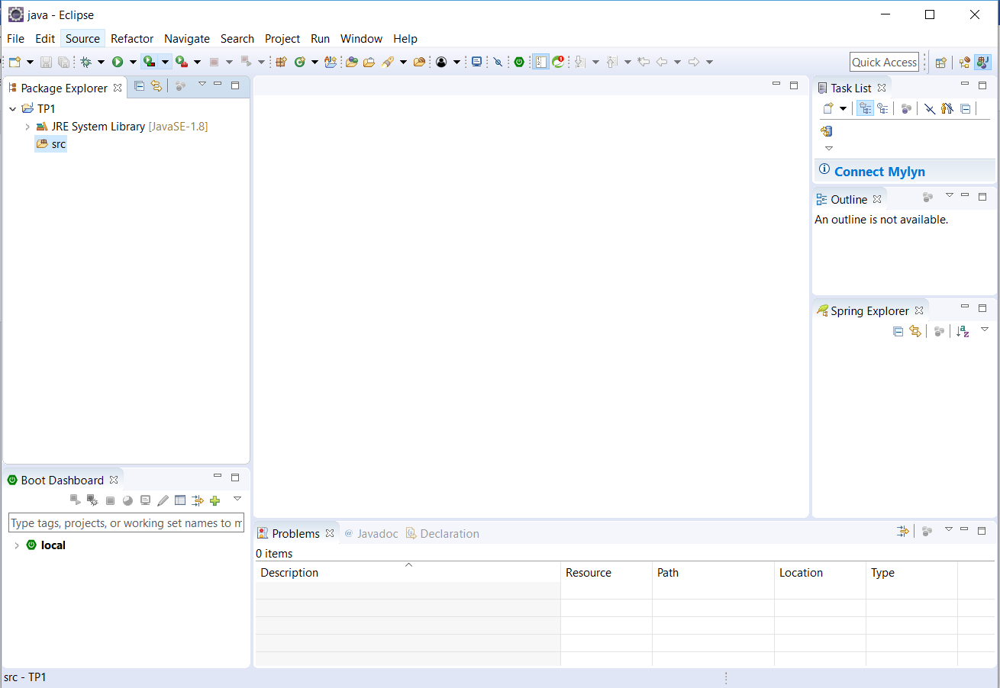 java - Eclipse
File Edit Source Refactor Navigate Search Project Run Window Help
Quick Access
Package Explorer
TP1
JRE System Library [JavaSE-1.8]
src
Task List
Connect Mylyn
Outline
An outline is not available.
Spring Explorer
Boot Dashboard
Type tags, projects, or working set names to m
local
Problems Javadoc Declaration
0 items
Description Resource Path Location Type
src - TP1